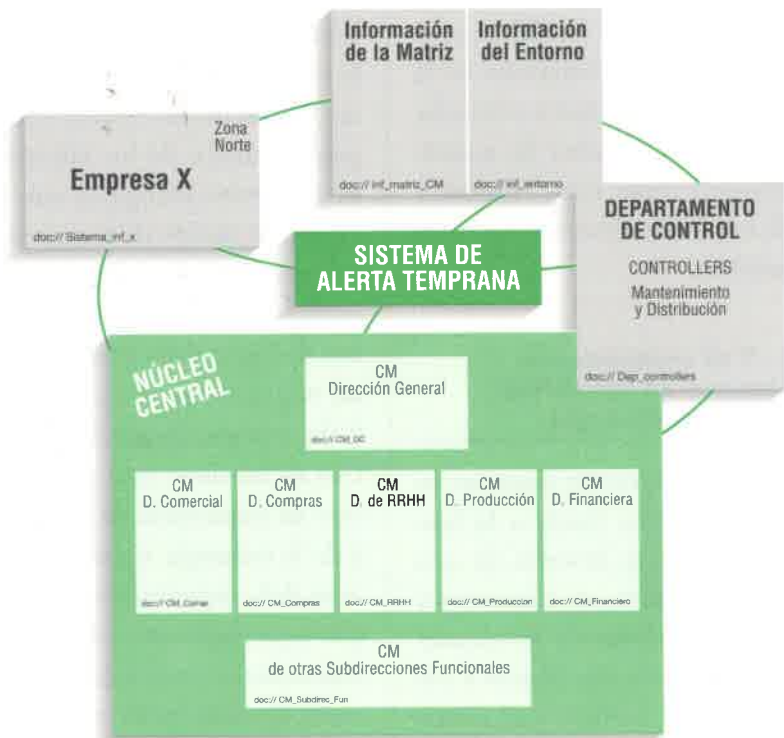 Información
de la Matriz
doc:// inf_matriz_CM
Información
del Entorno
doc:// inf_entorno
Zona
Norte
Empresa X
doc:// Sistema_inf_x
SISTEMA DE
ALERTA TEMPRANA
DEPARTAMENTO
DE CONTROL
CONTROLLERS
Mantenimiento
y Distribución
doc:// Dep_controllers
NÚCLEO
CENTRAL
CM
Dirección General
doc:// CM_DG
CM
D. Comercial
doc:// CM_Comer
CM
D. Compras
doc:// CM_Compras
CM
D. de RRHH
doc:// CM_RRHH
CM
D. Producción
doc:// CM_Produccion
CM
D. Financiera
doc:// CM_Financiero
CM
de otras Subdirecciones Funcionales
doc:// CM_Subdirec_Fun